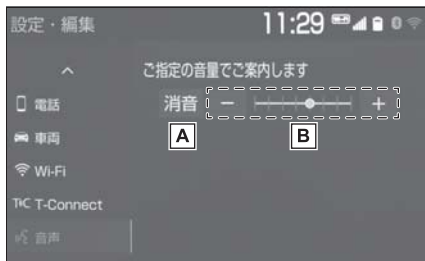 設定・編集
11:29
ご指定の音量でご案内します
電話
消音 − +
A B
車両
Wi-Fi
T-Connect
音声